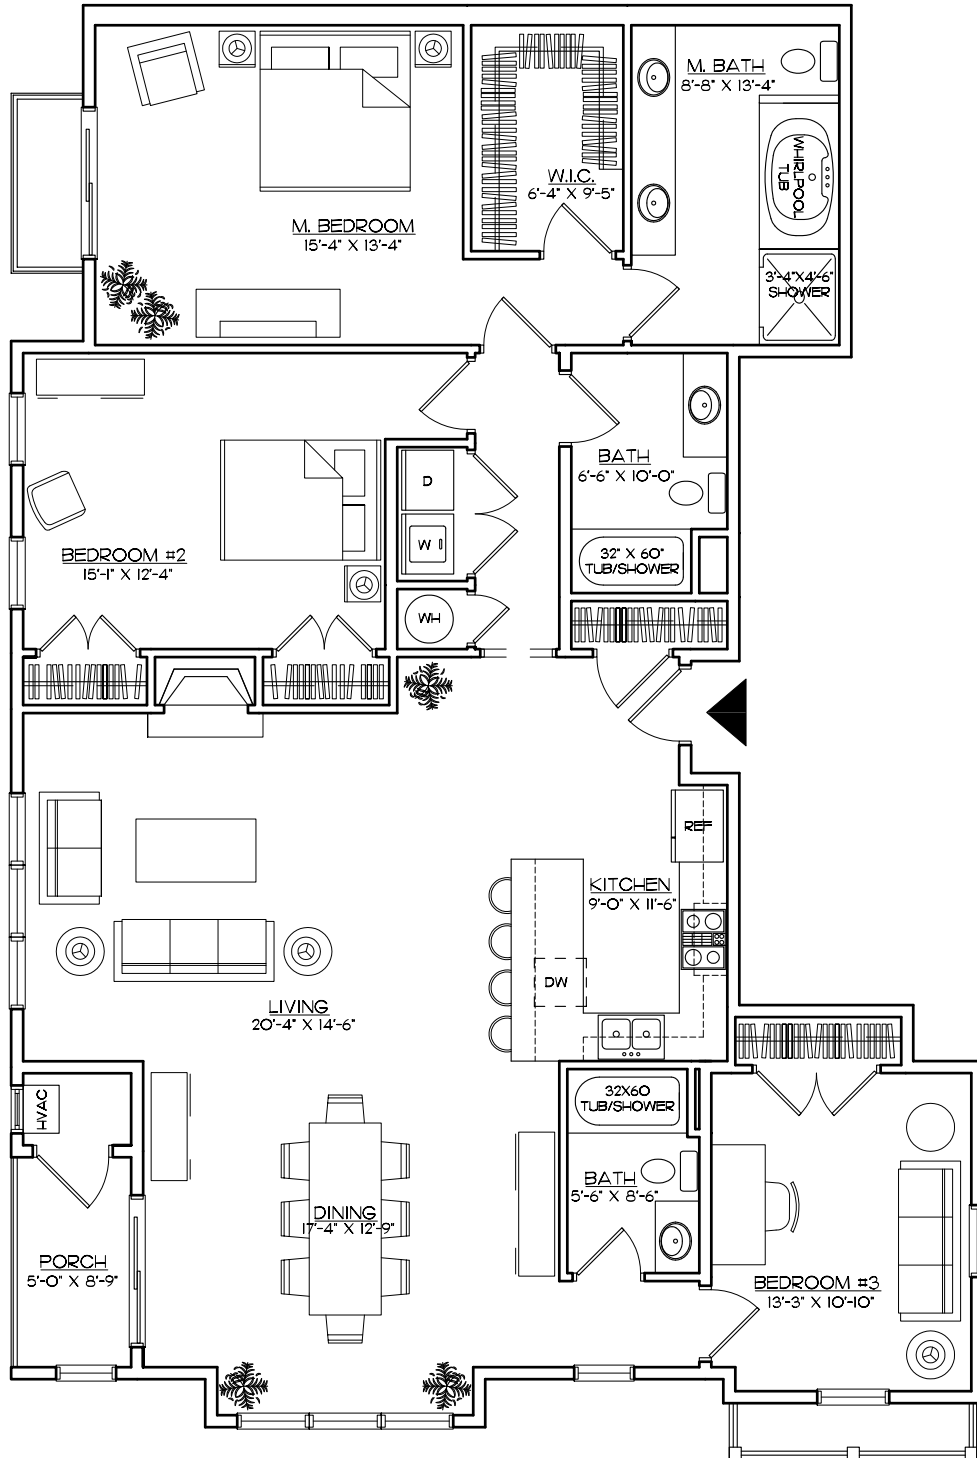 M. BATH
8'-8" X 13'-4"
WHIRLPOOL
TUB
W.I.C.
6'-4" X 9'-5"
M. BEDROOM
15'-4" X 13'-4"
3'-4"X4'-6"
SHOWER
BATH
6'-6" X 10'-0"
D
W
BEDROOM #2
15'-1" X 12'-4"
32" X 60"
TUB/SHOWER
WH
REF
KITCHEN
9'-0" X 11'-6"
DW
LIVING
20'-4" X 14'-6"
HVAC
32X60
TUB/SHOWER
BATH
5'-6" X 8'-6"
DINING
17'-4" X 12'-9"
PORCH
5'-0" X 8'-9"
BEDROOM #3
13'-3" X 10'-10"